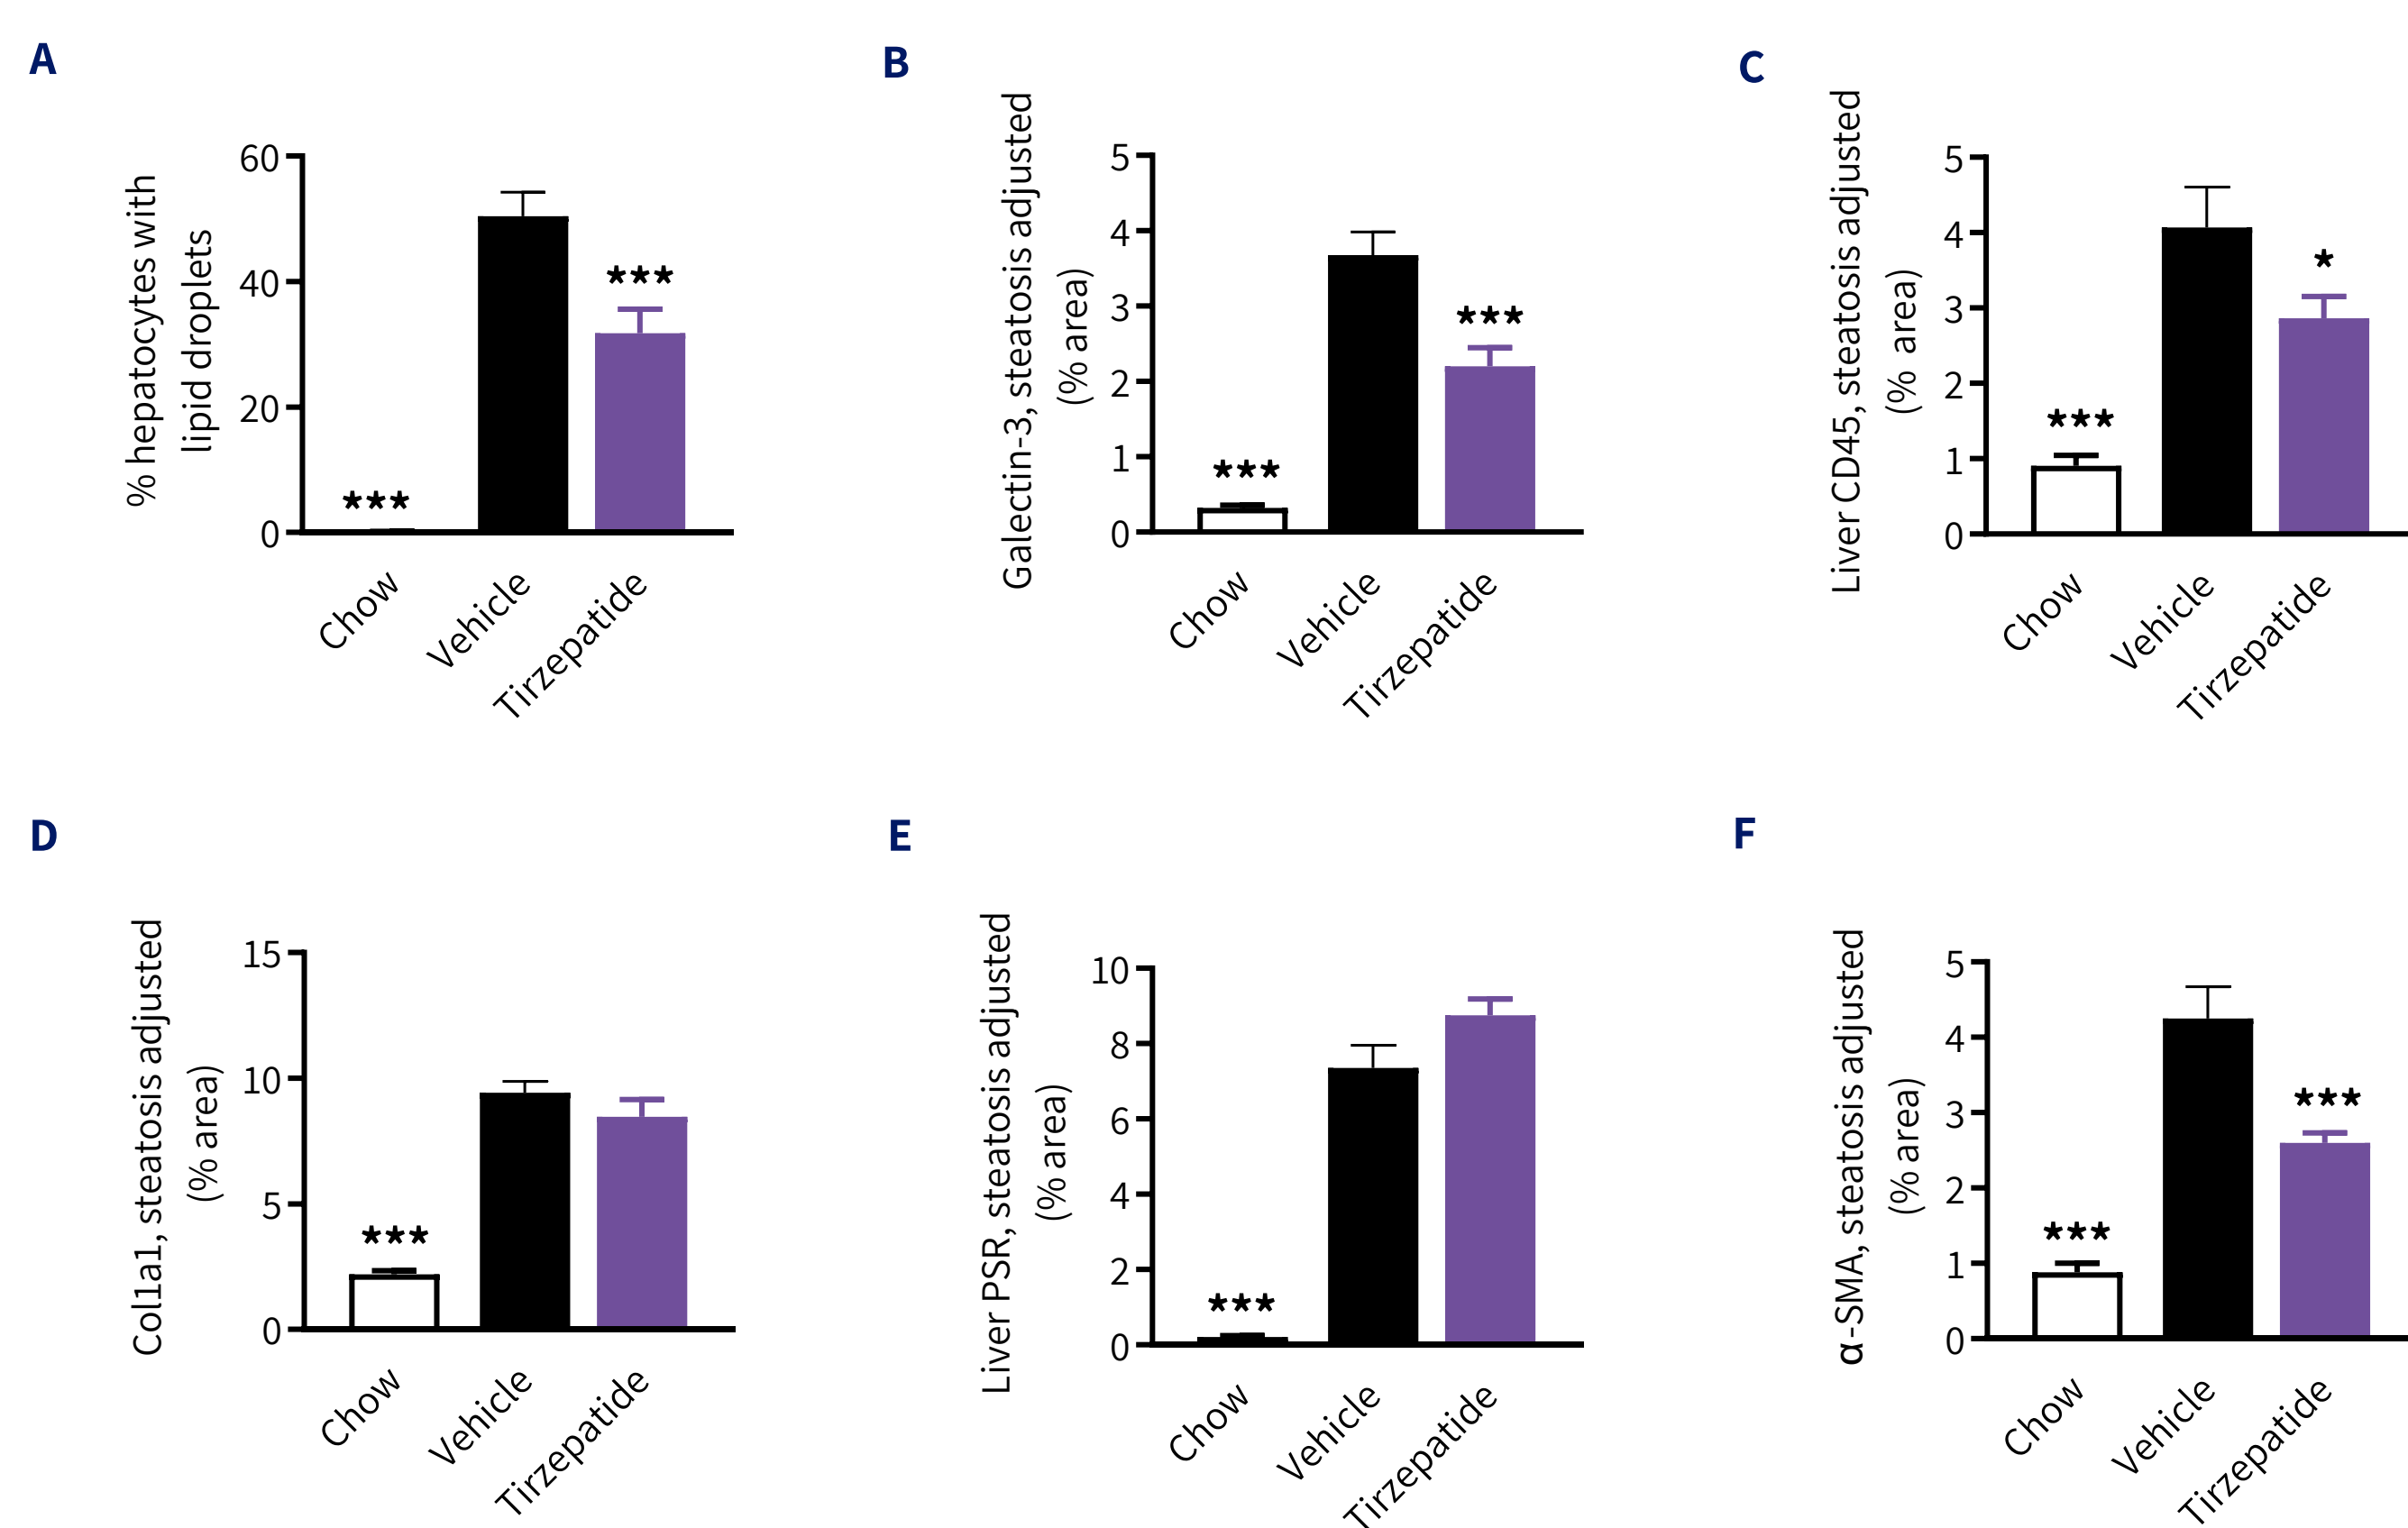 A
% hepatocytes with
lipid droplets
60
40
20
0
***
***
Chow
Vehicle
Tirzepatide
B
Galectin-3, steatosis adjusted
(% area)
5
4
3
2
1
0
***
***
Chow
Vehicle
Tirzepatide
C
Liver CD45, steatosis adjusted
(% area)
5
4
3
2
1
0
***
*
Chow
Vehicle
Tirzepatide
D
Col1a1, steatosis adjusted
(% area)
15
10
5
0
***
Chow
Vehicle
Tirzepatide
E
Liver PSR, steatosis adjusted
(% area)
10
8
6
4
2
0
***
Chow
Vehicle
Tirzepatide
F
α-SMA, steatosis adjusted
(% area)
5
4
3
2
1
0
***
***
Chow
Vehicle
Tirzepatide